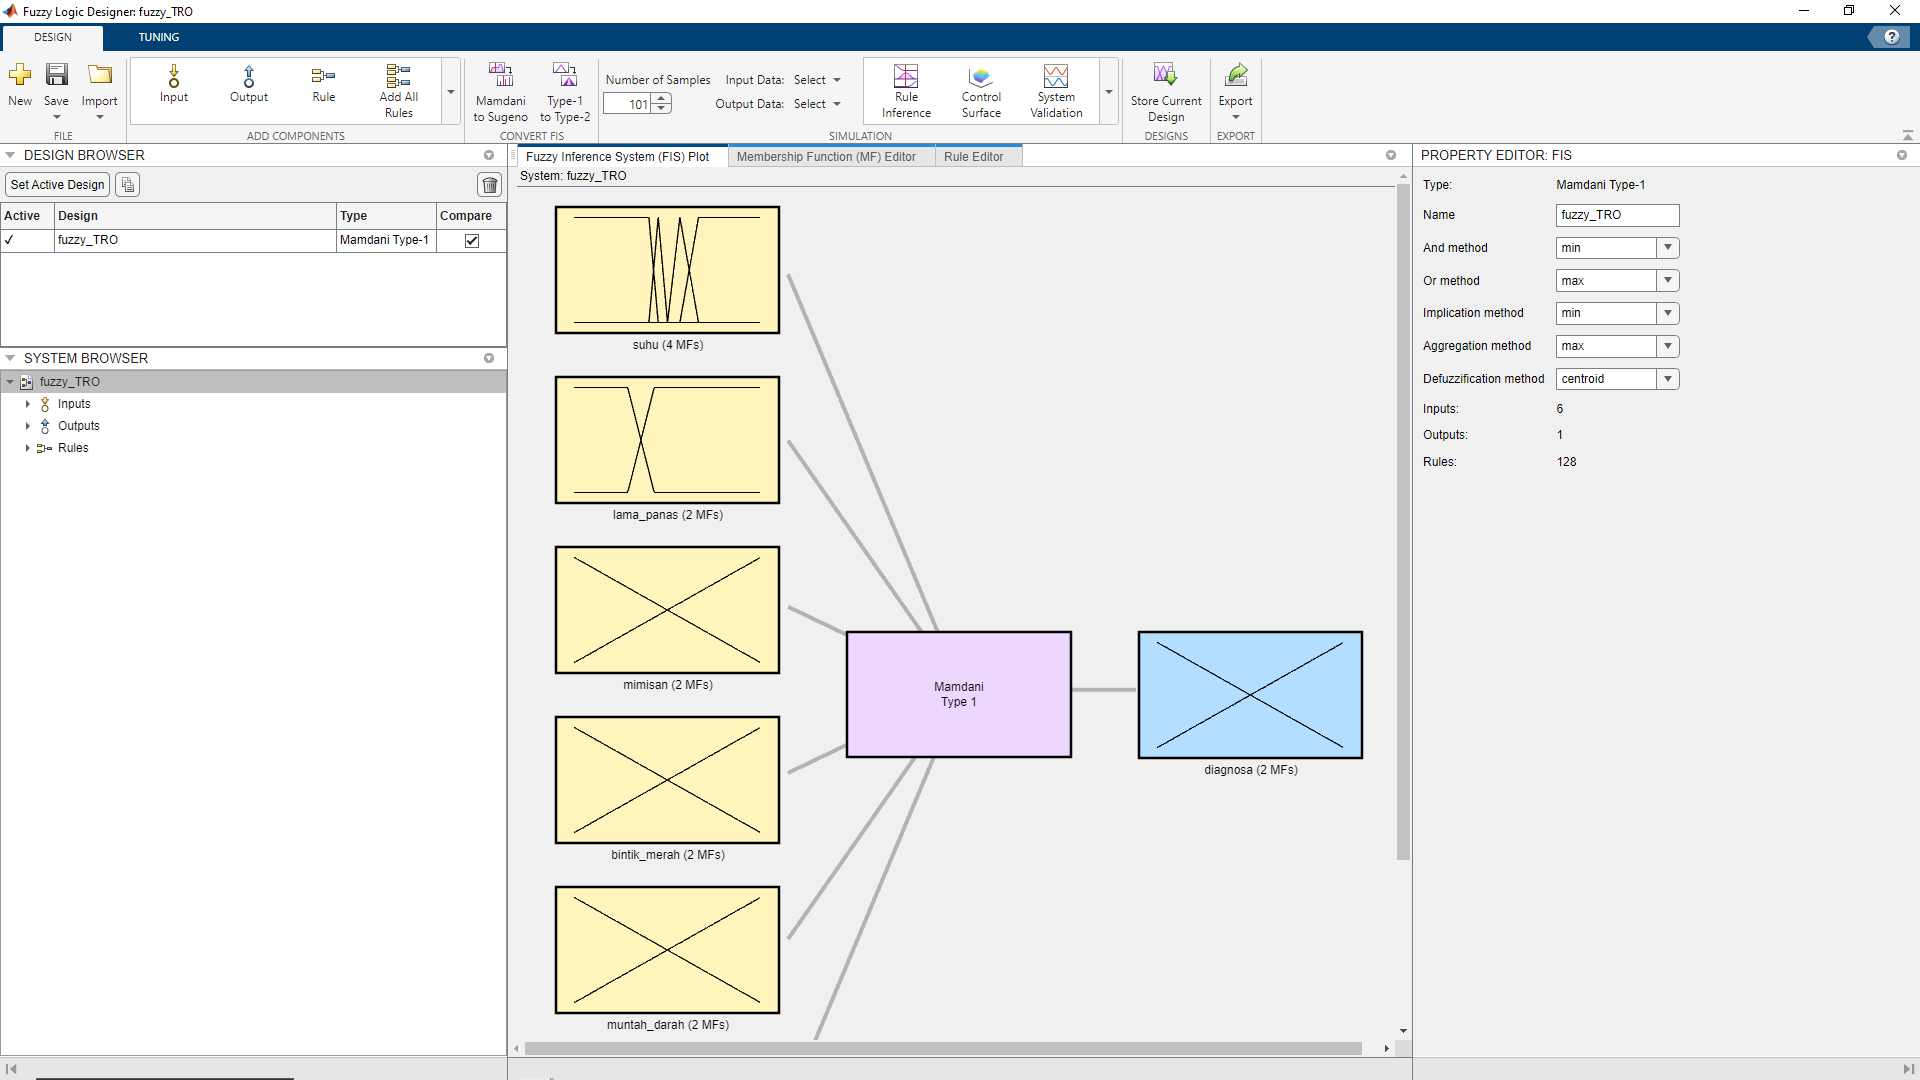 Fuzzy Logic Designer: fuzzy_TRO
DESIGN
TUNING
?
New
Save
Import
FILE
Input
Output
Rule
Add All
Rules
ADD COMPONENTS
Mamdani
to Sugeno
Type-1
to Type-2
CONVERT FIS
Number of Samples
101
Input Data: Select
Output Data: Select
Rule
Inference
Control
Surface
System
Validation
SIMULATION
Store Current
Design
DESIGNS
Export
EXPORT
DESIGN BROWSER
Set Active Design
Active Design Type Compare
✓ fuzzy_TRO Mamdani Type-1
SYSTEM BROWSER
fuzzy_TRO
Inputs
Outputs
Rules
Fuzzy Inference System (FIS) Plot
Membership Function (MF) Editor
Rule Editor
System: fuzzy_TRO
suhu (4 MFs)
lama_panas (2 MFs)
mimisan (2 MFs)
bintik_merah (2 MFs)
muntah_darah (2 MFs)
Mamdani
Type 1
diagnosa (2 MFs)
PROPERTY EDITOR: FIS
Type: Mamdani Type-1
Name fuzzy_TRO
And method min
Or method max
Implication method min
Aggregation method max
Defuzzification method centroid
Inputs: 6
Outputs: 1
Rules: 128